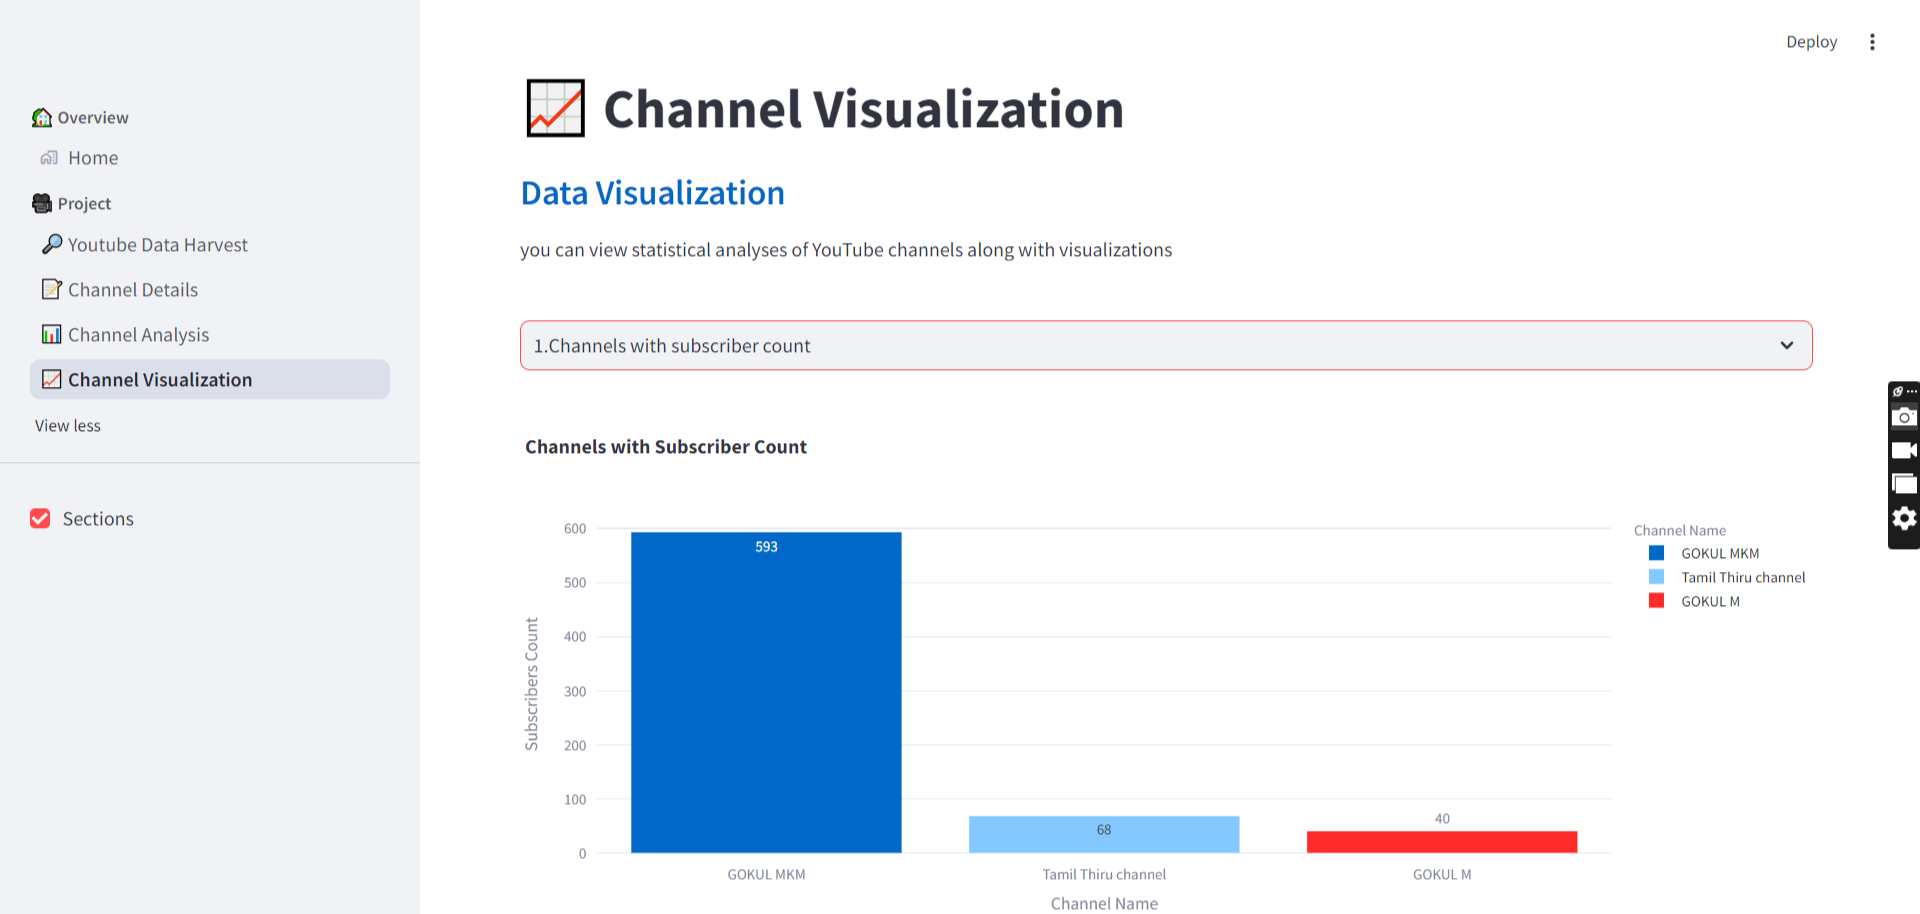 Deploy
Overview
Home
Project
Youtube Data Harvest
Channel Details
Channel Analysis
Channel Visualization
View less
Sections
Channel Visualization
Data Visualization
you can view statistical analyses of YouTube channels along with visualizations
1.Channels with subscriber count
Channels with Subscriber Count
Subscribers Count
600
500
400
300
200
100
0
593
68
40
GOKUL MKM
Tamil Thiru channel
GOKUL M
Channel Name
Channel Name
GOKUL MKM
Tamil Thiru channel
GOKUL M